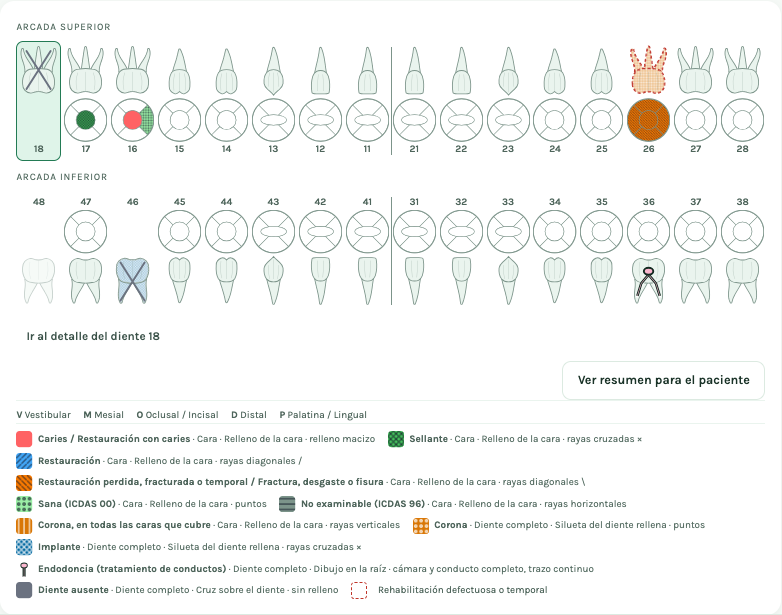 ARCADA SUPERIOR
18 17 16 15 14 13 12 11 21 22 23 24 25 26 27 28
ARCADA INFERIOR
48 47 46 45 44 43 42 41 31 32 33 34 35 36 37 38
Ir al detalle del diente 18
Ver resumen para el paciente
V Vestibular M Mesial O Oclusal / Incisal D Distal P Palatina / Lingual
Caries / Restauración con caries · Cara · Relleno de la cara · relleno macizo Sellante · Cara · Relleno de la cara · rayas cruzadas ×
Restauración · Cara · Relleno de la cara · rayas diagonales /
Restauración perdida, fracturada o temporal / Fractura, desgaste o fisura · Cara · Relleno de la cara · rayas diagonales \
Sana (ICDAS 00) · Cara · Relleno de la cara · puntos No examinable (ICDAS 96) · Cara · Relleno de la cara · rayas horizontales
Corona, en todas las caras que cubre · Cara · Relleno de la cara · rayas verticales Corona · Diente completo · Silueta del diente rellena · puntos
Implante · Diente completo · Silueta del diente rellena · rayas cruzadas ×
Endodoncia (tratamiento de conductos) · Diente completo · Dibujo en la raíz · cámara y conducto completo, trazo continuo
Diente ausente · Diente completo · Cruz sobre el diente · sin relleno Rehabilitación defectuosa o temporal